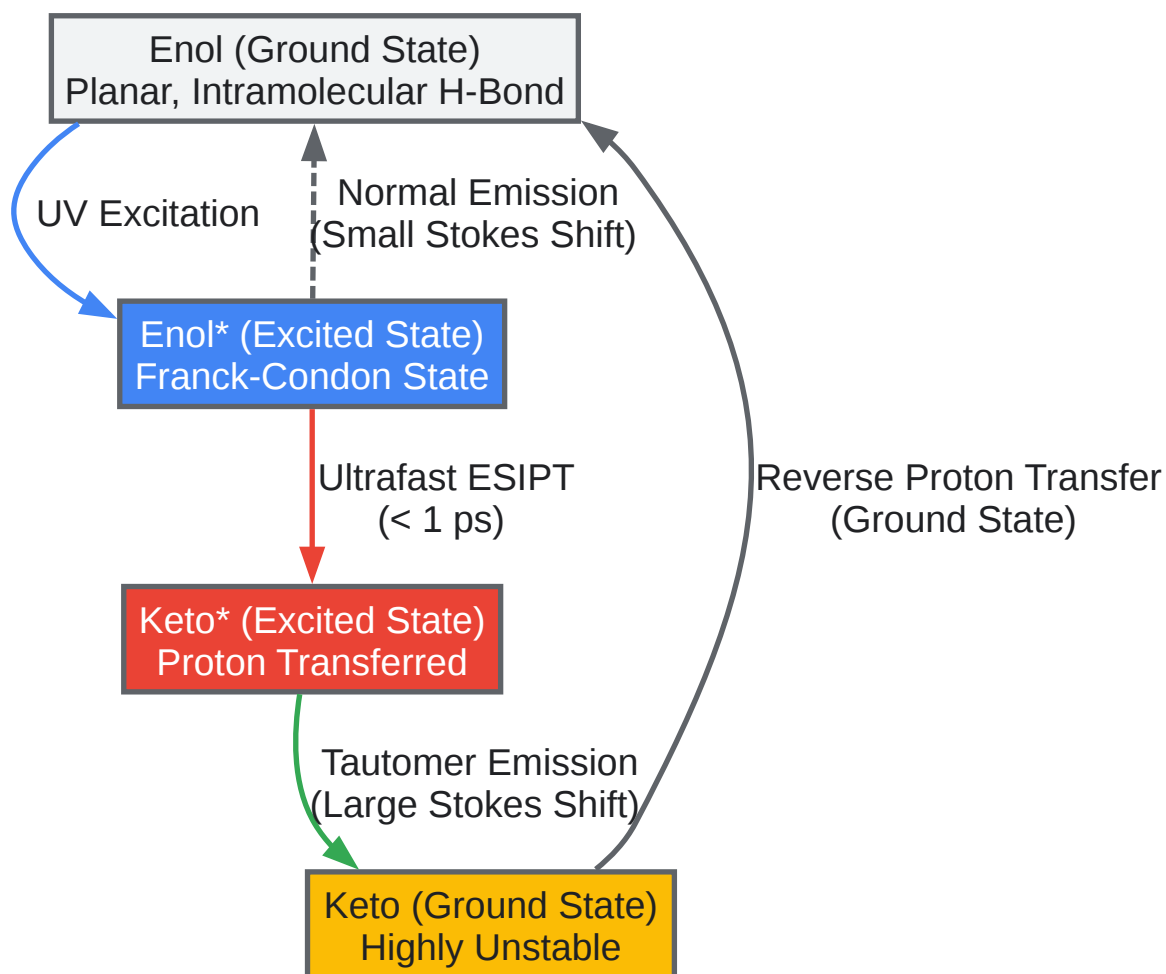 Enol (Ground State)
Planar, Intramolecular H-Bond
Normal Emission
(Small Stokes Shift)
UV Excitation
Enol* (Excited State)
Franck-Condon State
Ultrafast ESIPT
(< 1 ps)
Reverse Proton Transfer
(Ground State)
Keto* (Excited State)
Proton Transferred
Tautomer Emission
(Large Stokes Shift)
Keto (Ground State)
Highly Unstable